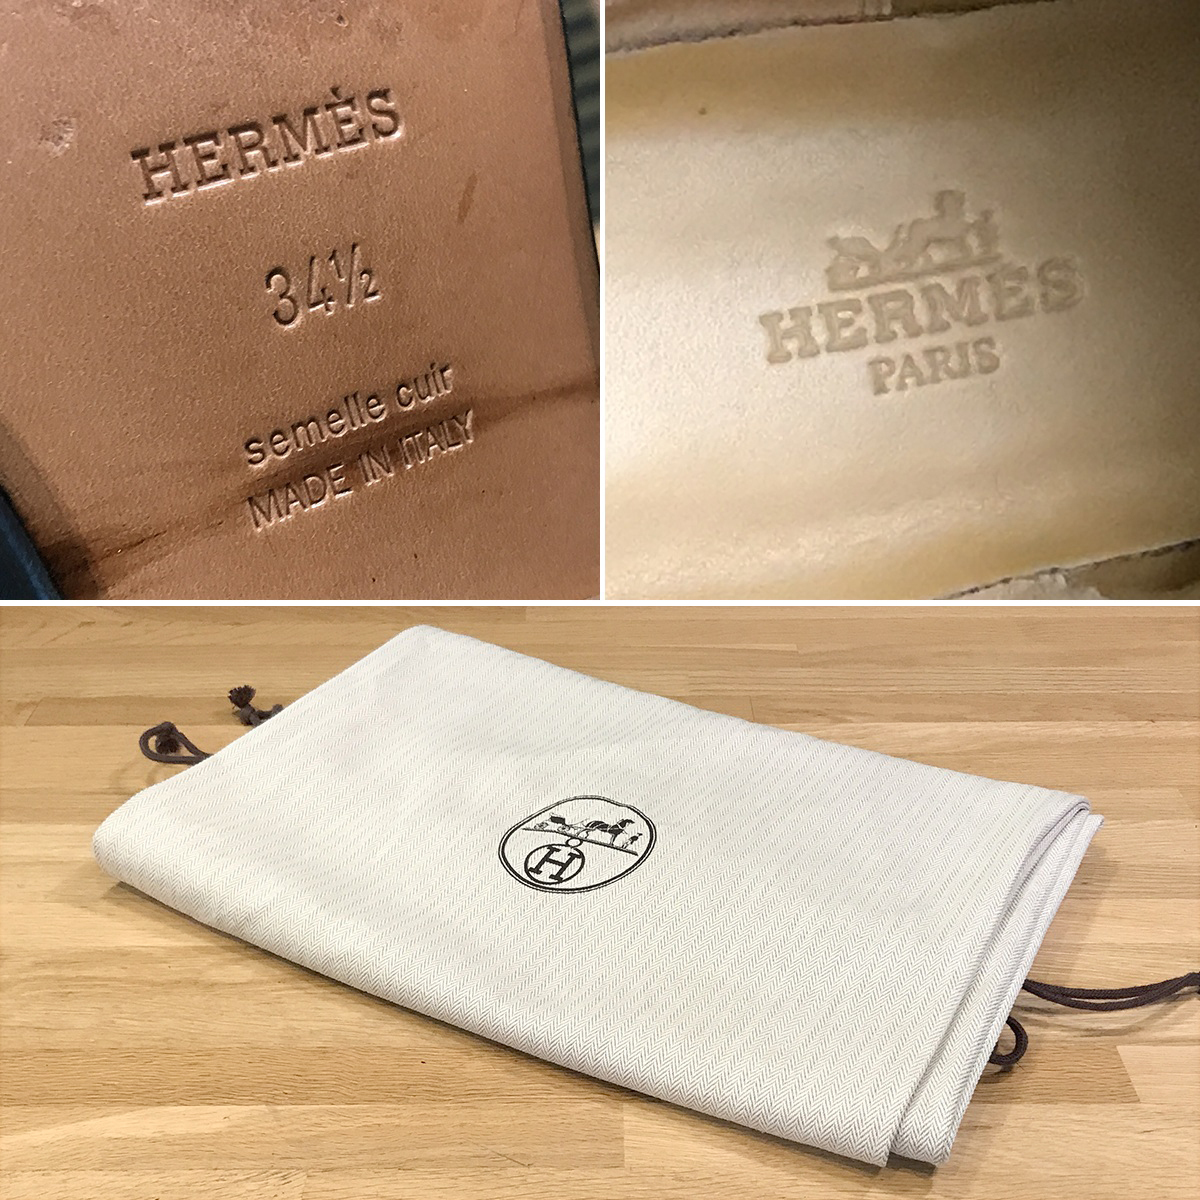 HERMÈS
34½
semelle cuir
MADE IN ITALY
HERMÈS
PARIS
H